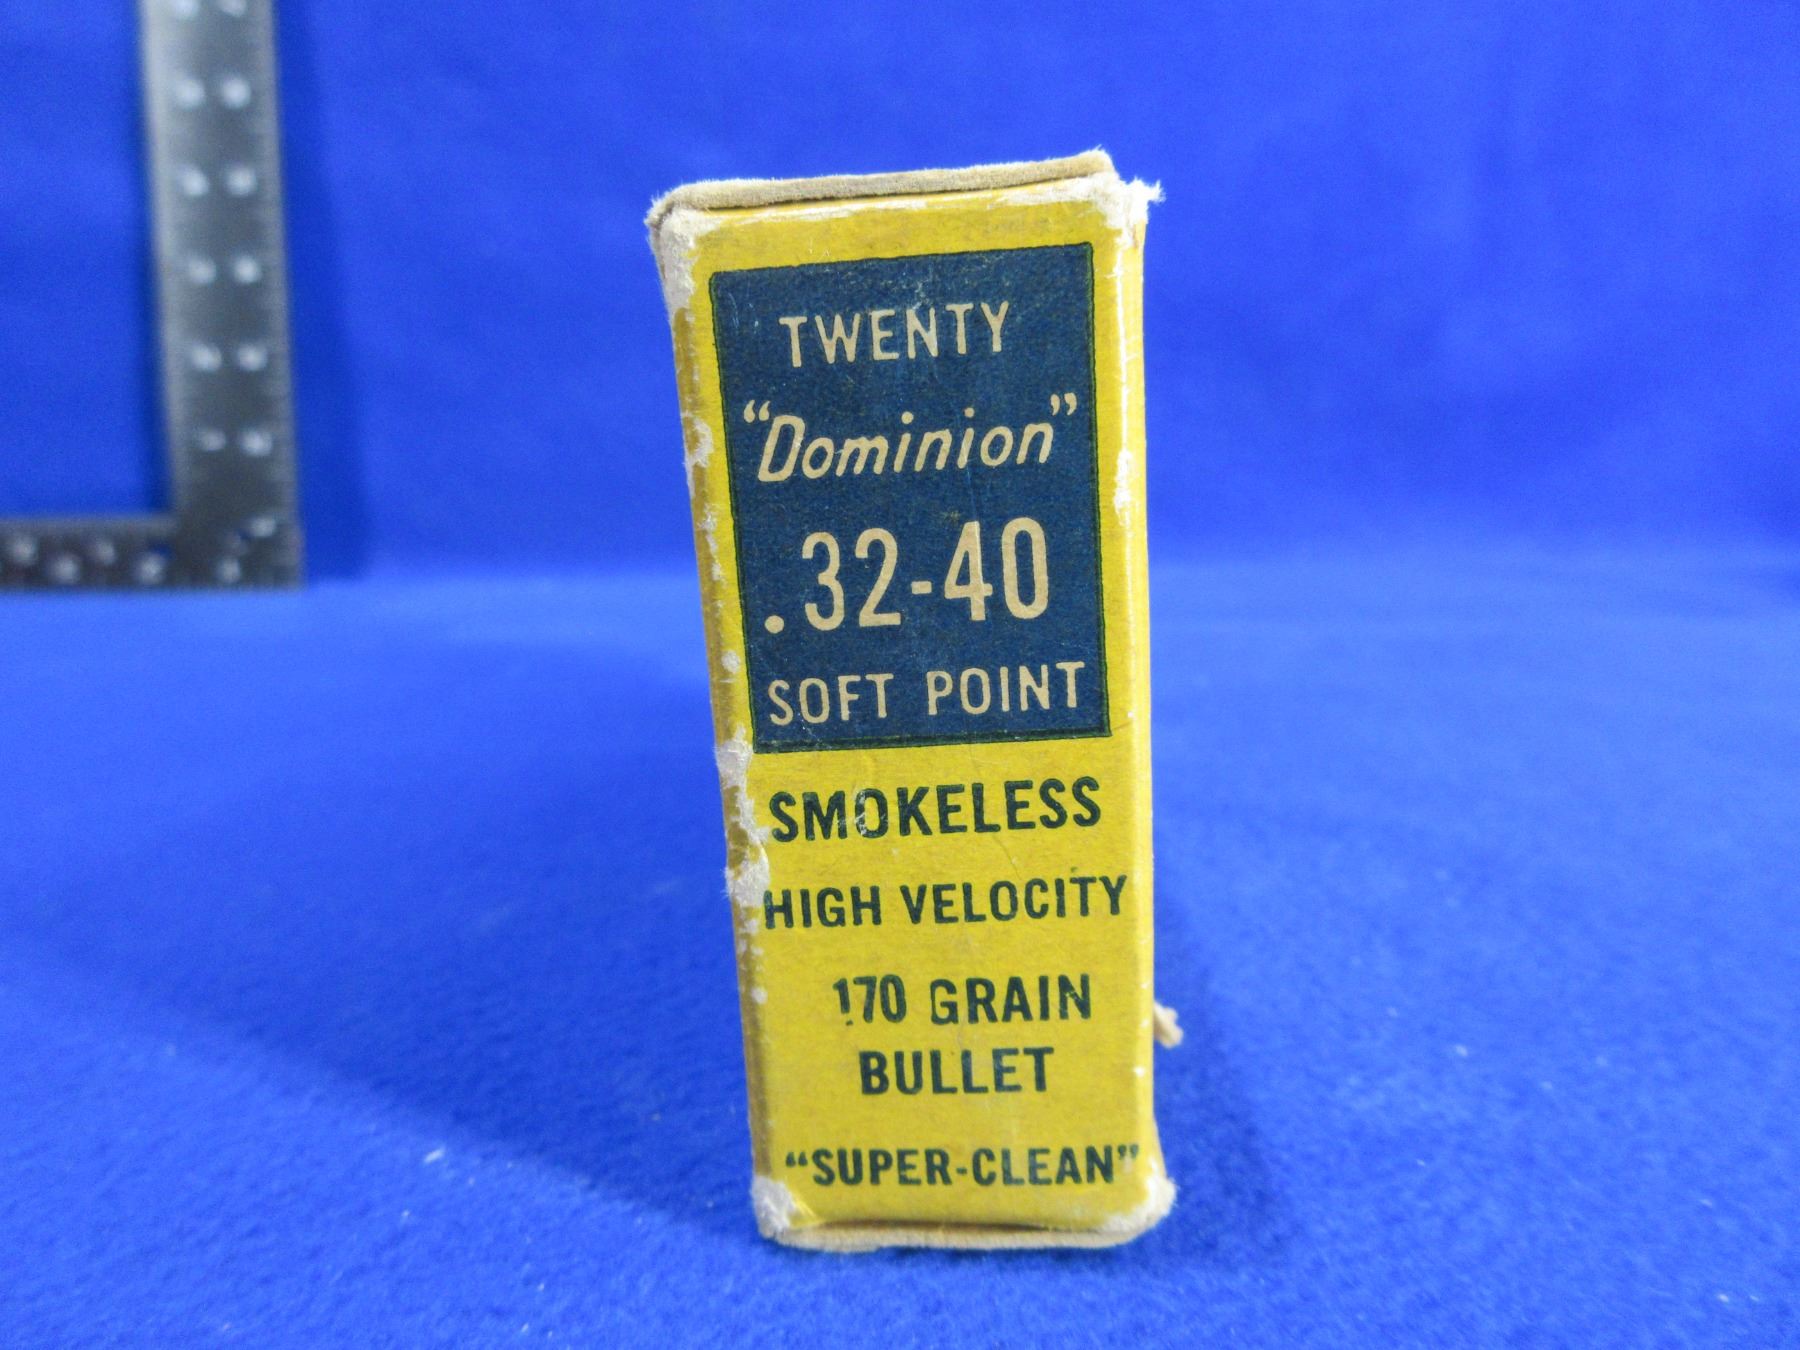 TWENTY
“Dominion”
.32-40
SOFT POINT
SMOKELESS
HIGH VELOCITY
170 GRAIN
BULLET
“SUPER-CLEAN”